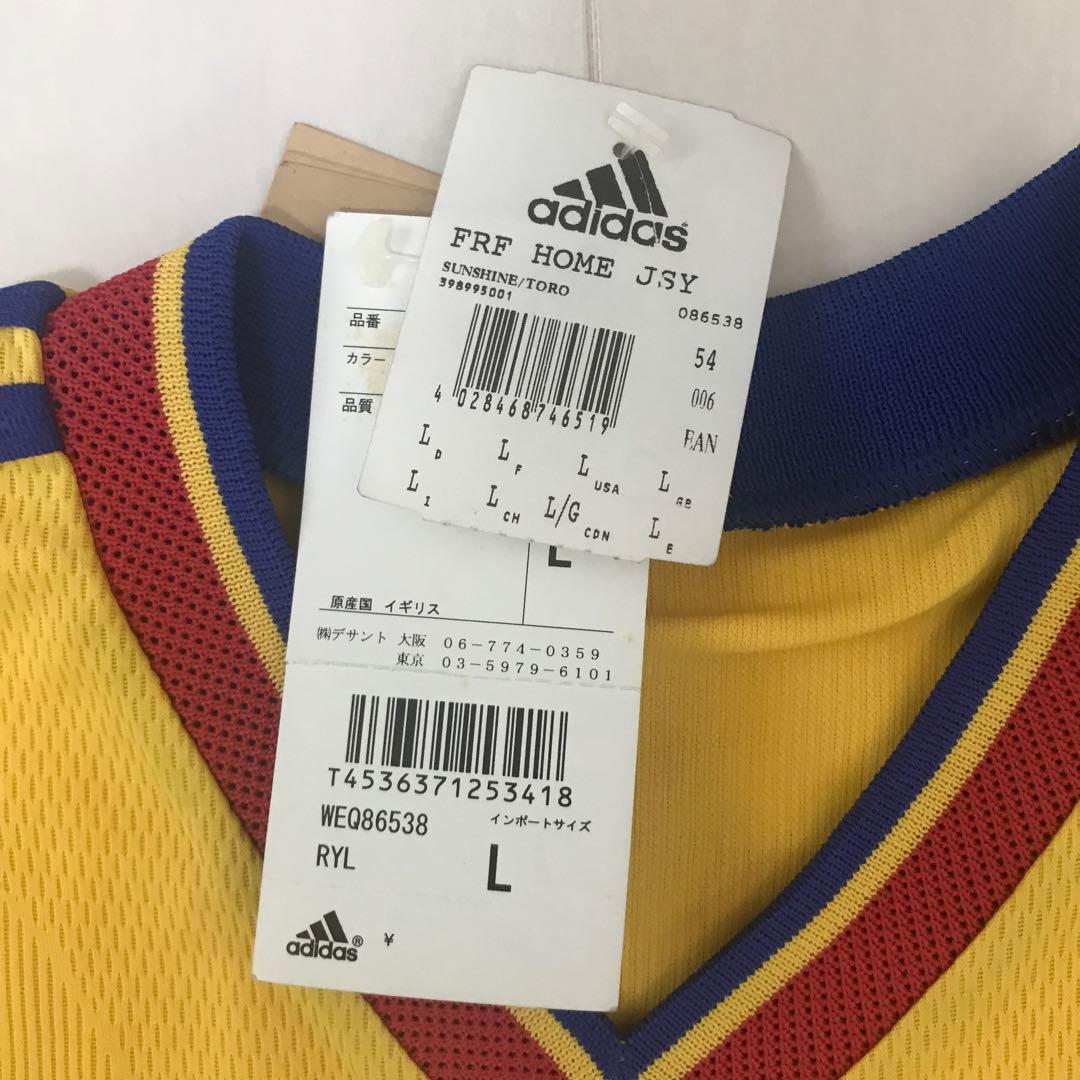 adidas
FRF HOME JSY
SUNSHINE/TORO
398995001
086538
54
006
EAN
4 028468 746519
L D L F L USA L GB
L I L CH L/G CDN L E
品番
カラー
品質
L
原産国 イギリス
㈱デサント 大阪 06-774-0359
東京 03-5979-6101
T4536371253418
WEQ86538 インポートサイズ
RYL L
adidas® ¥